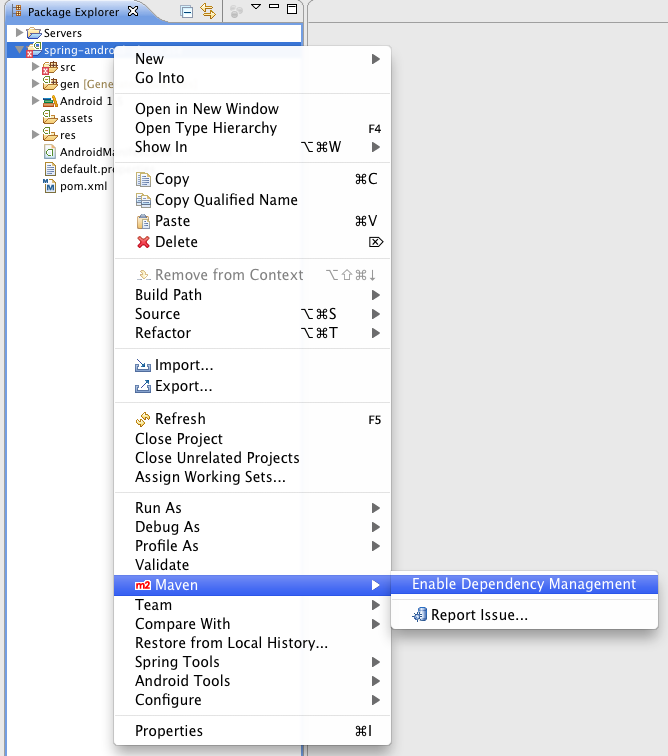 Package Explorer
Servers
spring-andro
src
gen [Gene
Android 1
assets
res
AndroidMa
default.pro
pom.xml
New
Go Into
Open in New Window
Open Type Hierarchy F4
Show In ⌥⌘W
Copy ⌘C
Copy Qualified Name
Paste ⌘V
Delete ⌦
Remove from Context ⌥⇧⌘↓
Build Path
Source ⌥⌘S
Refactor ⌥⌘T
Import...
Export...
Refresh F5
Close Project
Close Unrelated Projects
Assign Working Sets...
Run As
Debug As
Profile As
Validate
m2 Maven
Enable Dependency Management
Report Issue...
Team
Compare With
Restore from Local History...
Spring Tools
Android Tools
Configure
Properties ⌘I